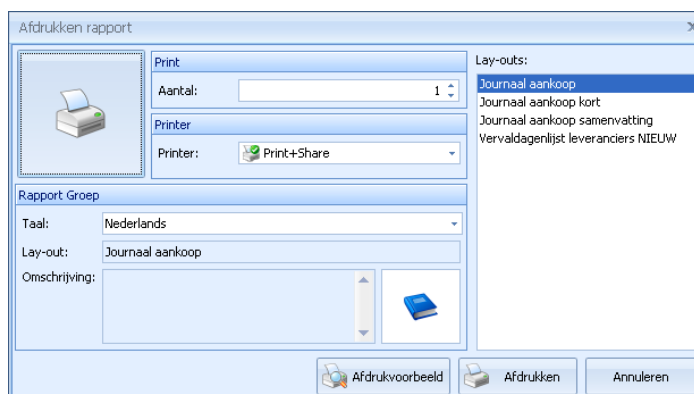 Afdrukken rapport
Print
Aantal:
1
Printer
Printer:
Print+Share
Rapport Groep
Taal:
Nederlands
Lay-out:
Journaal aankoop
Omschrijving:
Lay-outs:
Journaal aankoop
Journaal aankoop kort
Journaal aankoop samenvatting
Vervaldagenlijst leveranciers NIEUW
Afdrukvoorbeeld
Afdrukken
Annuleren